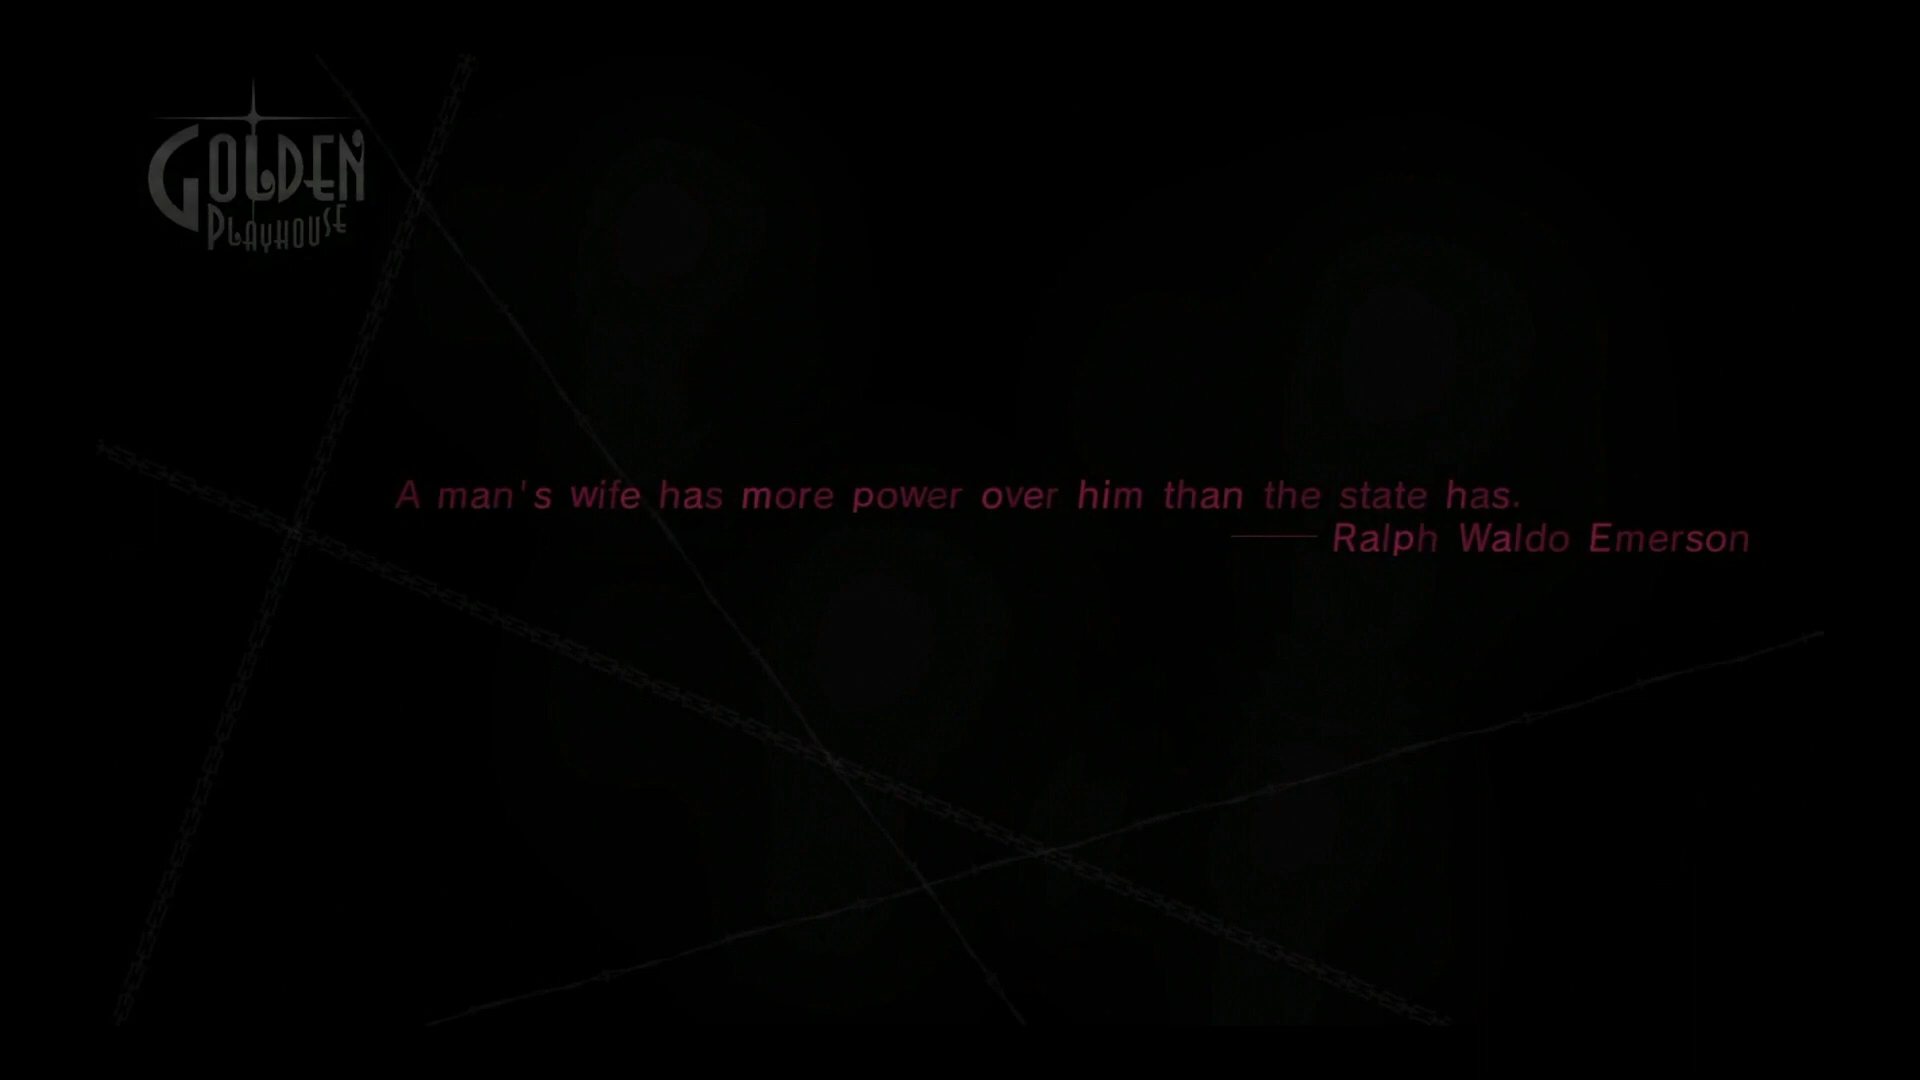 GOLDEN
PLAYHOUSE
A man's wife has more power over him than the state has.
—— Ralph Waldo Emerson